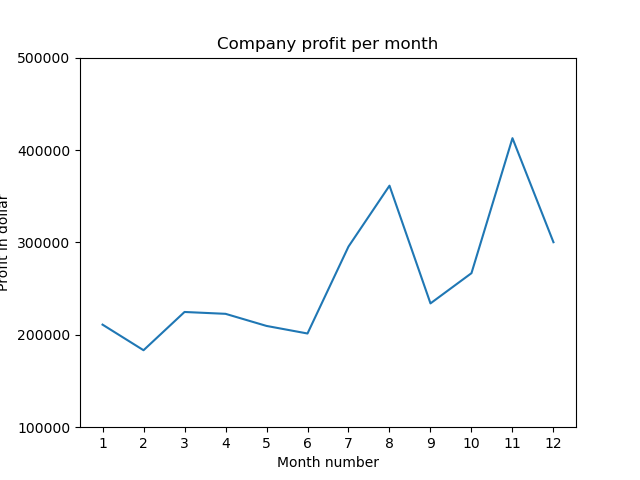 Company profit per month
500000
400000
300000
200000
100000
Profit in dollar
1 2 3 4 5 6 7 8 9 10 11 12
Month number